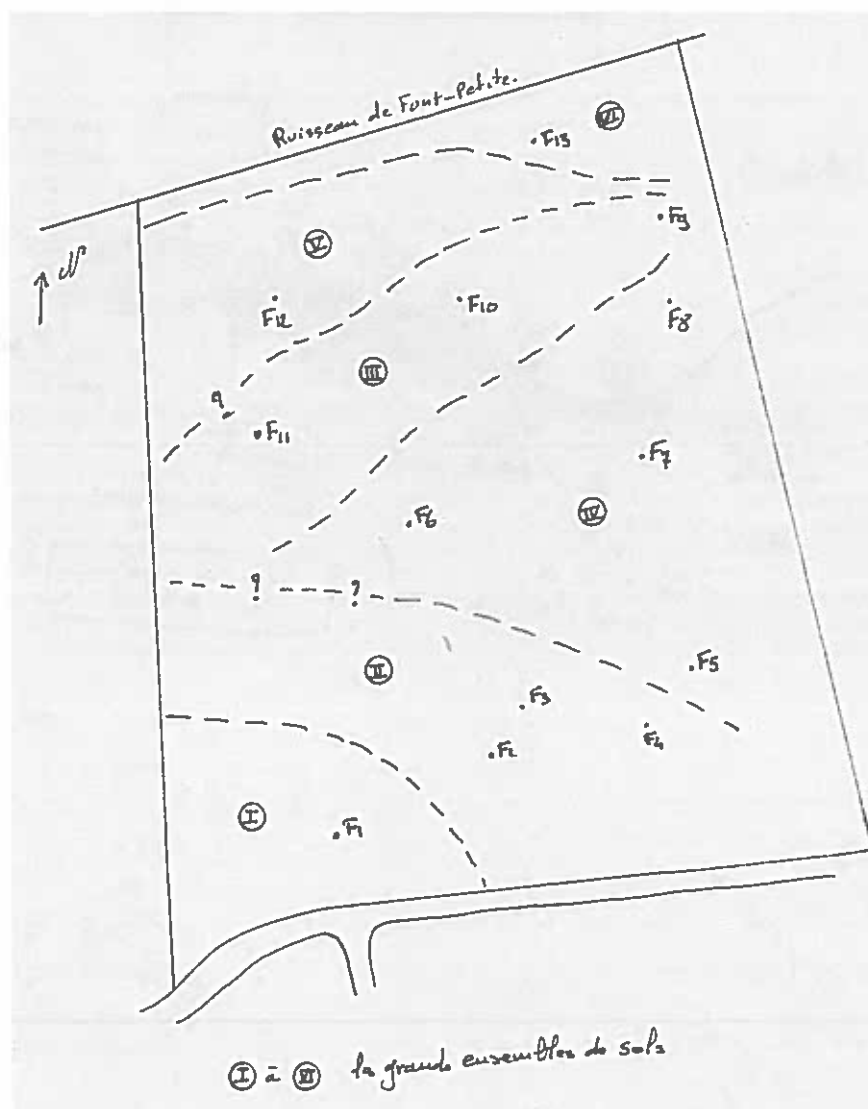 Ruisseau de Font-Petite.
VI
F13
F9
V
N
F12
F10
F8
III
?
F11
F7
F6
IV
?
?
II
F5
F3
F4
F2
I
F1
I à VI les grands ensembles de sols